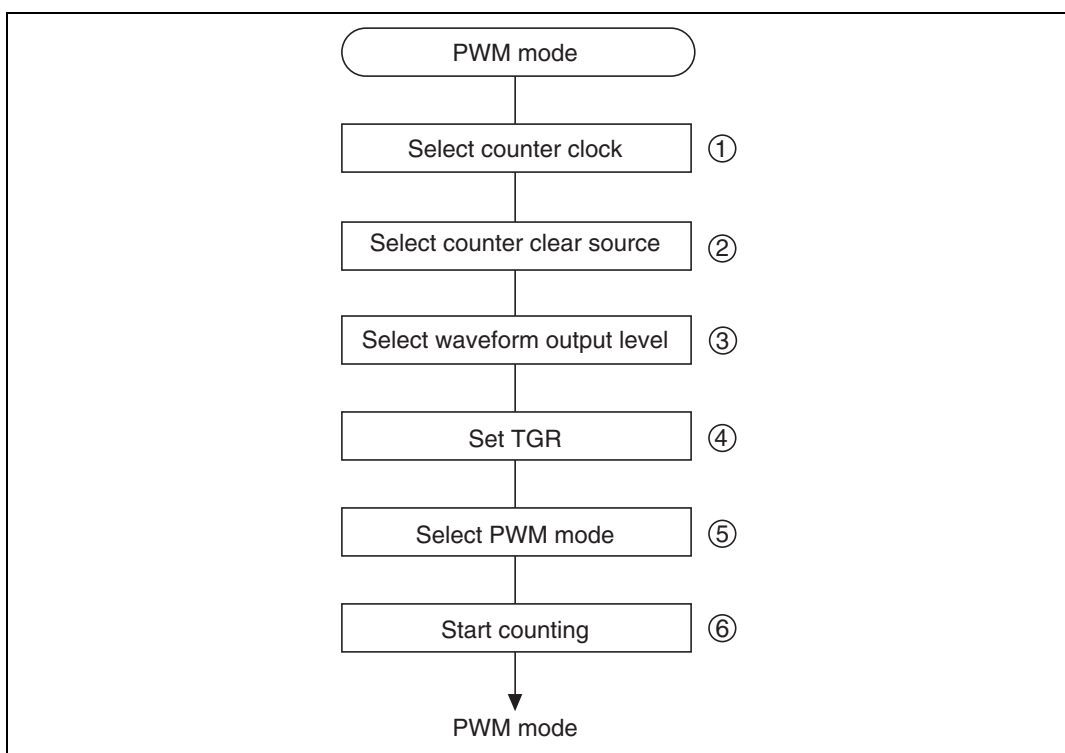 PWM mode
Select counter clock ①
Select counter clear source ②
Select waveform output level ③
Set TGR ④
Select PWM mode ⑤
Start counting ⑥
PWM mode